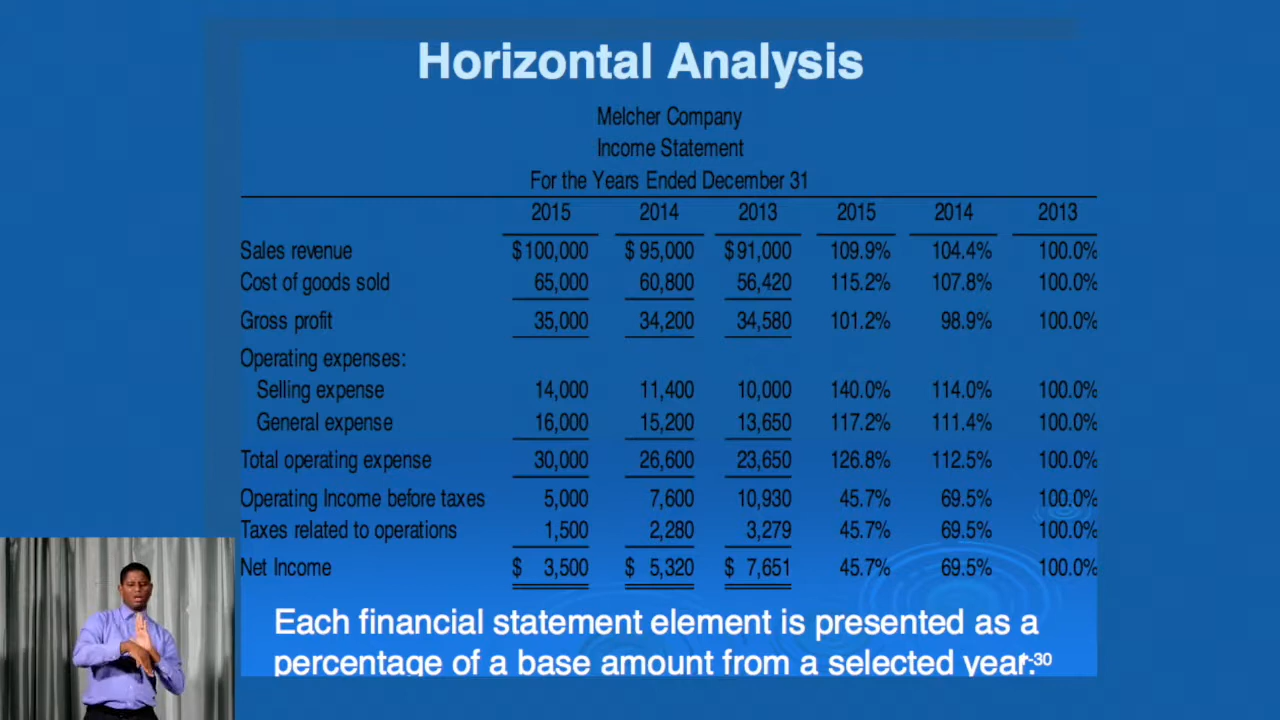 Horizontal Analysis
Melcher Company
Income Statement
For the Years Ended December 31
2015 2014 2013 2015 2014 2013
Sales revenue $100,000 $ 95,000 $91,000 109.9% 104.4% 100.0%
Cost of goods sold 65,000 60,800 56,420 115.2% 107.8% 100.0%
Gross profit 35,000 34,200 34,580 101.2% 98.9% 100.0%
Operating expenses:
Selling expense 14,000 11,400 10,000 140.0% 114.0% 100.0%
General expense 16,000 15,200 13,650 117.2% 111.4% 100.0%
Total operating expense 30,000 26,600 23,650 126.8% 112.5% 100.0%
Operating Income before taxes 5,000 7,600 10,930 45.7% 69.5% 100.0%
Taxes related to operations 1,500 2,280 3,279 45.7% 69.5% 100.0%
Net Income $ 3,500 $ 5,320 $ 7,651 45.7% 69.5% 100.0%
Each financial statement element is presented as a
percentage of a base amount from a selected year.